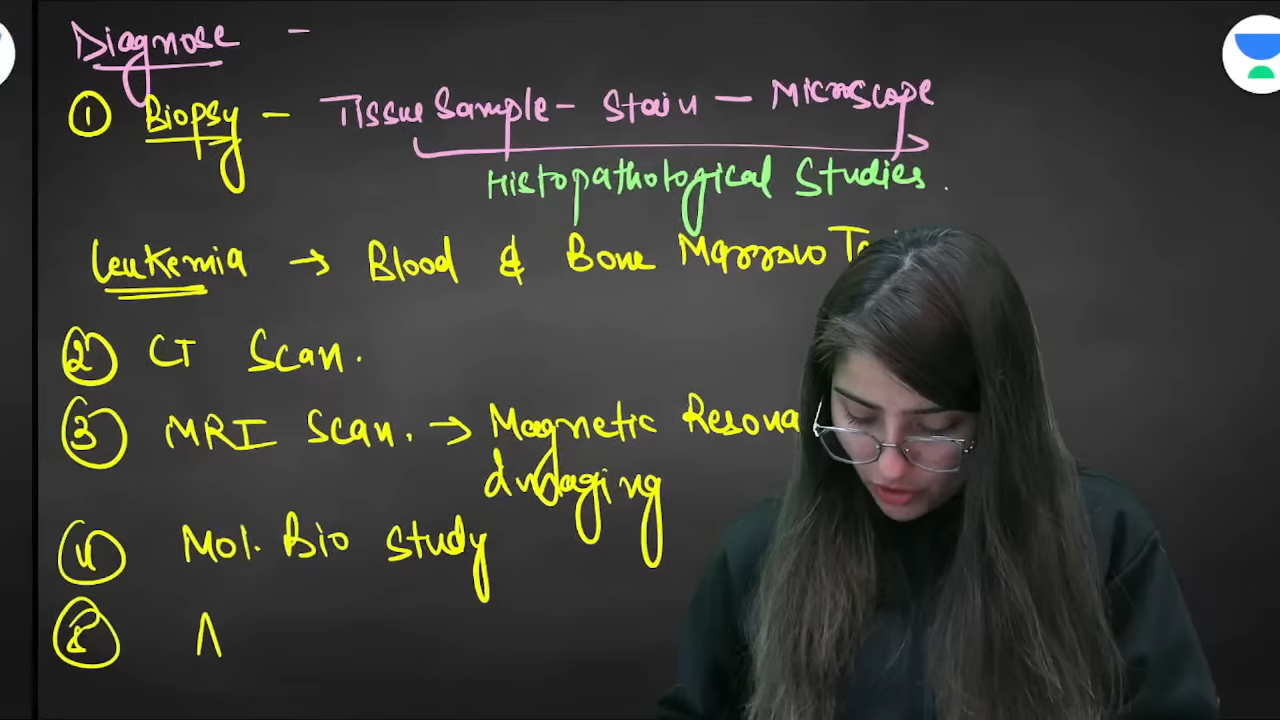 Diagnose -
① Biopsy - Tissue Sample - Stain - Microscope
Histopathological Studies.
Leukemia → Blood & Bone Marrow
② CT Scan.
③ MRI Scan. → Magnetic Resona
Imaging
④ Mol. Bio study
⑤ A